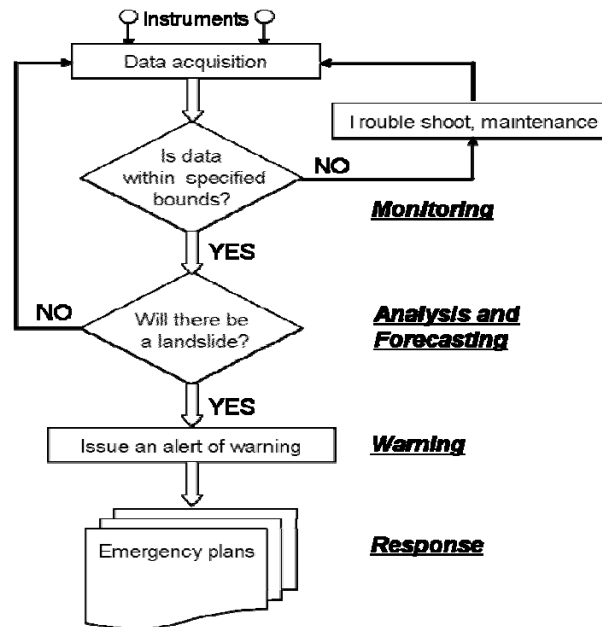 Instruments
Data acquisition
I rouble shoot, maintenance
Is data
within specified
bounds?
NO
Monitoring
YES
NO
Will there be
a landslide?
Analysis and
Forecasting
YES
Issue an alert of warning
Warning
Emergency plans
Response